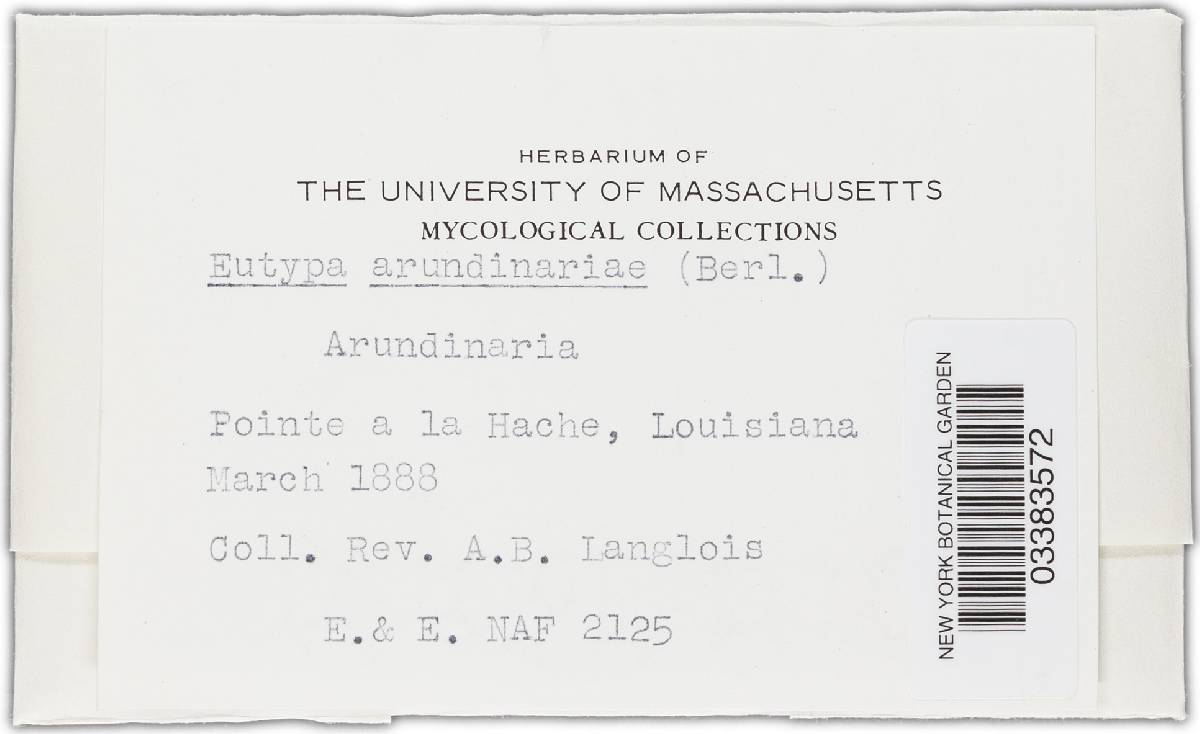 HERBARIUM OF
THE UNIVERSITY OF MASSACHUSETTS
MYCOLOGICAL COLLECTIONS
Eutypa arundinariae (Berl.)
Arundinaria
Pointe a la Hache, Louisiana
March 1888
Coll. Rev. A.B. Langlois
E.& E. NAF 2125
NEW YORK BOTANICAL GARDEN
03383572